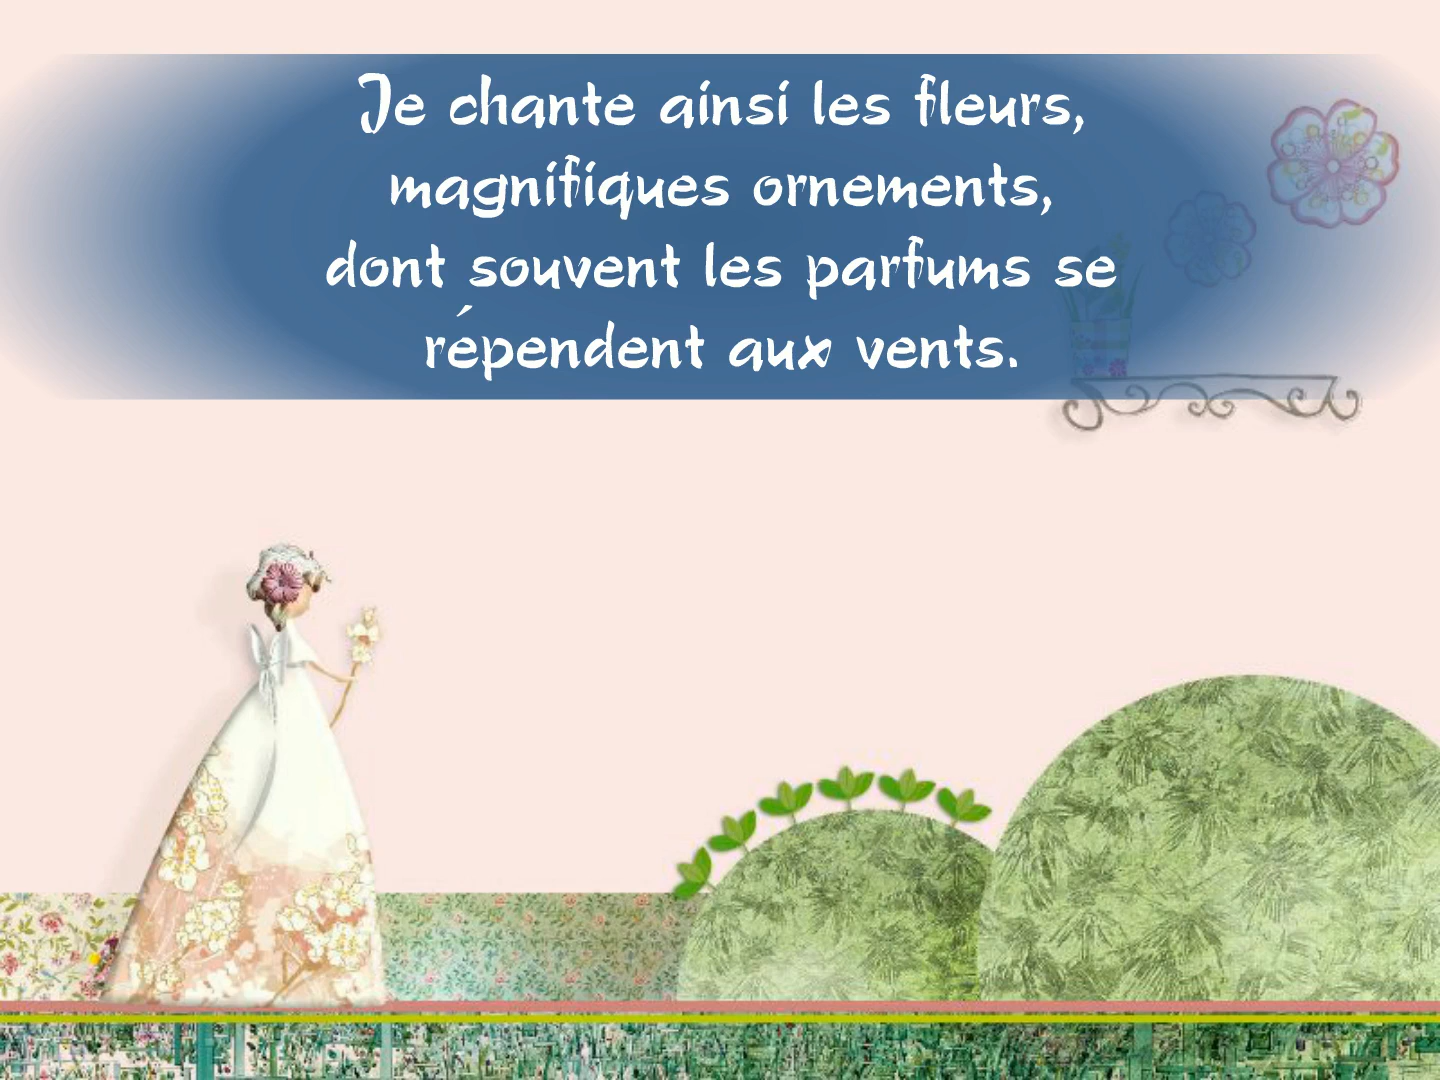 Je chante ainsi les fleurs,
magnifiques ornements,
dont souvent les parfums se
répendent aux vents.